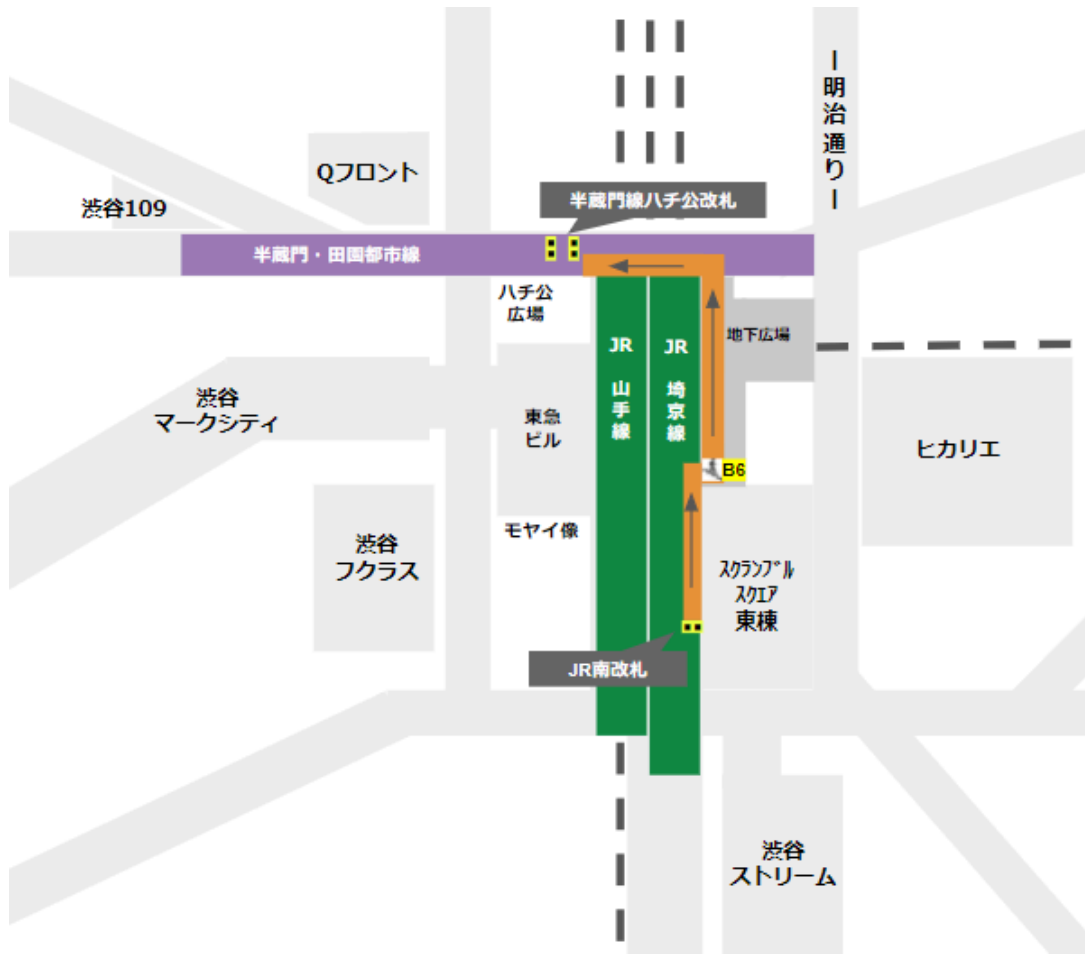 ー明治通りー
Qフロント
半蔵門線ハチ公改札
渋谷109
半蔵門・田園都市線
ハチ公
広場
JR
山手線
JR
埼京線
地下広場
渋谷
マークシティ
東急
ビル
ヒカリエ
B6
モヤイ像
渋谷
フクラス
スクランブル
スクエア
東棟
JR南改札
渋谷
ストリーム